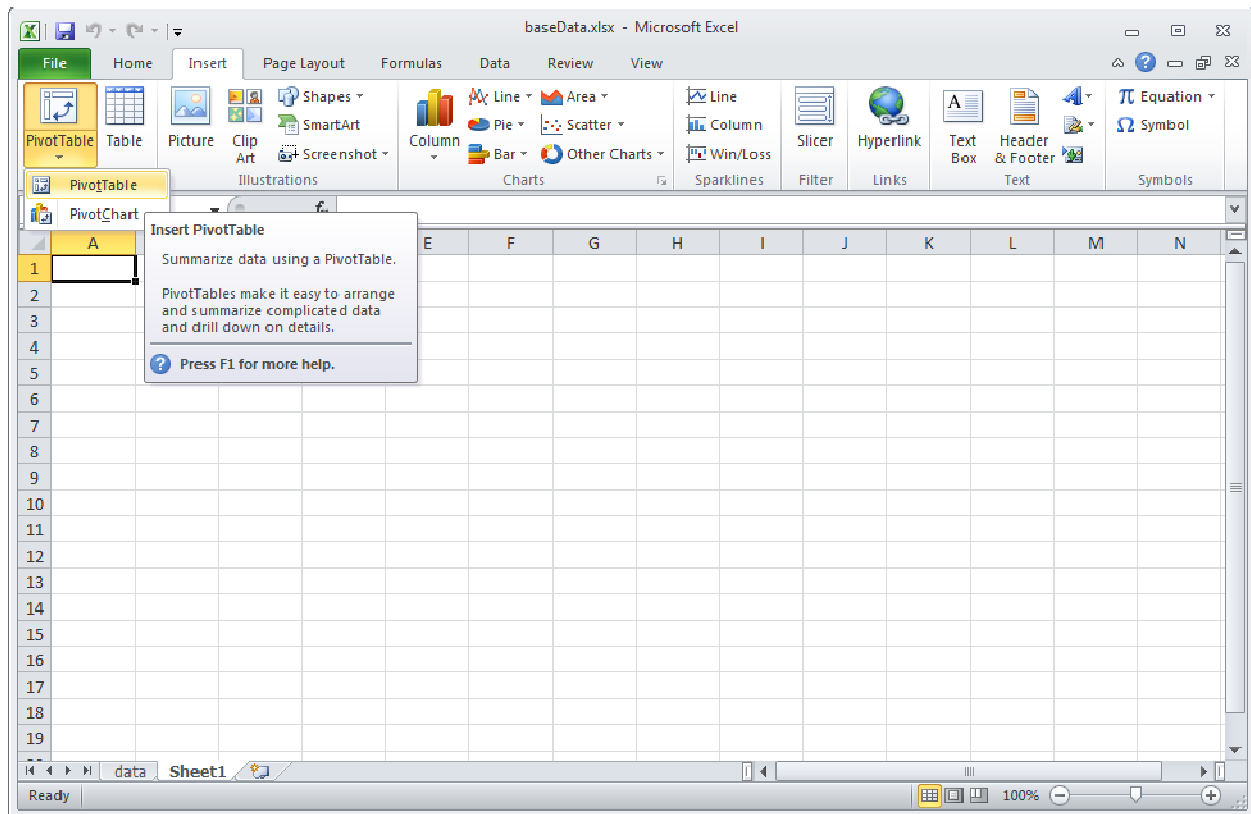 baseData.xlsx - Microsoft Excel
File Home Insert Page Layout Formulas Data Review View
PivotTable
Table
Picture
Clip
Art
Shapes
SmartArt
Screenshot
Column
Line
Pie
Bar
Area
Scatter
Other Charts
Line
Column
Win/Loss
Slicer
Hyperlink
Text
Box
Header
& Footer
Equation
Symbol
Illustrations Charts Sparklines Filter Links Text Symbols
PivotTable
PivotChart
Insert PivotTable
Summarize data using a PivotTable.
PivotTables make it easy to arrange
and summarize complicated data
and drill down on details.
Press F1 for more help.
A E F G H I J K L M N
1
2
3
4
5
6
7
8
9
10
11
12
13
14
15
16
17
18
19
data Sheet1
Ready 100%